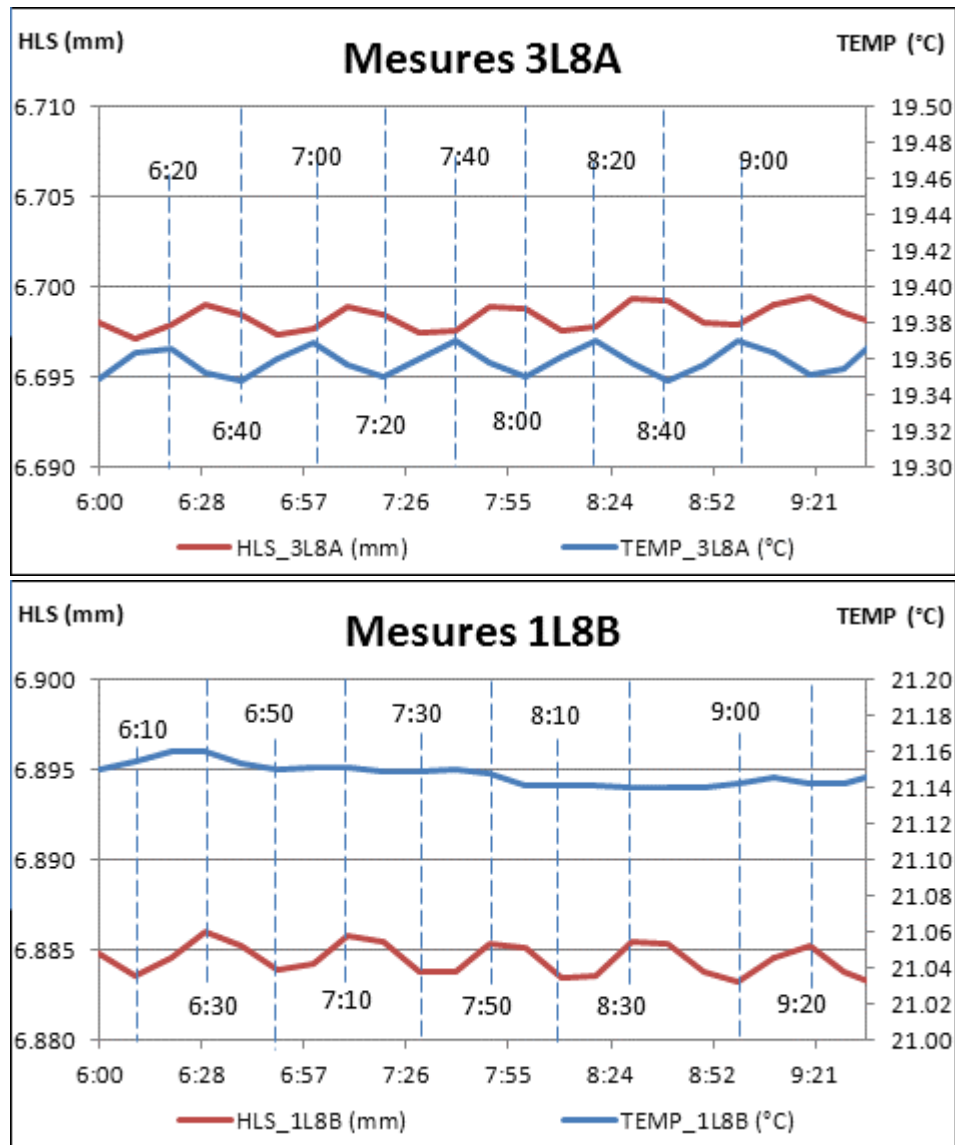 HLS (mm) Mesures 3L8A TEMP (°C)
6.710 19.50
19.48
7:00 7:40 9:00
6:20 8:20
19.46
6.705 19.44
19.42
6.700 19.40
19.38
19.36
6.695
19.34
6:40 7:20 8:00 8:40
19.32
6.690 19.30
6:00 6:28 6:57 7:26 7:55 8:24 8:52 9:21
HLS_3L8A (mm) TEMP_3L8A (°C)
HLS (mm) Mesures 1L8B TEMP (°C)
6.900 21.20
6:10 6:50 7:30 8:10 9:00
21.18
21.16
6.895
21.14
21.12
6.890 21.10
21.08
21.06
6.885
21.04
6:30 7:10 7:50 8:30 9:20
21.02
6.880 21.00
6:00 6:28 6:57 7:26 7:55 8:24 8:52 9:21
HLS_1L8B (mm) TEMP_1L8B (°C)